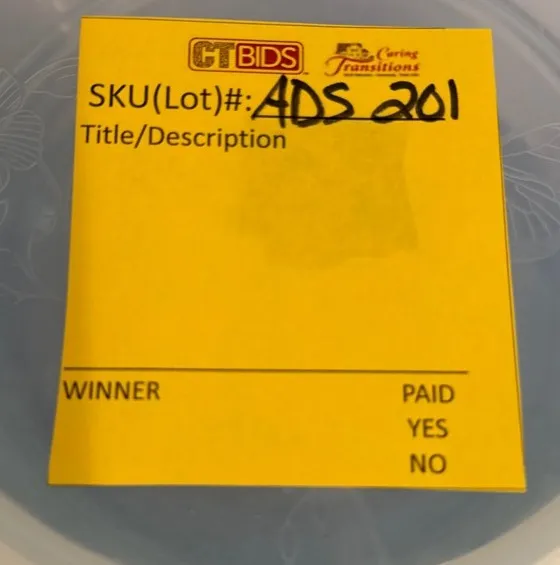 CTBIDS Caring Transitions
SKU(Lot)#: ADS 201
Title/Description
WINNER PAID
YES
NO